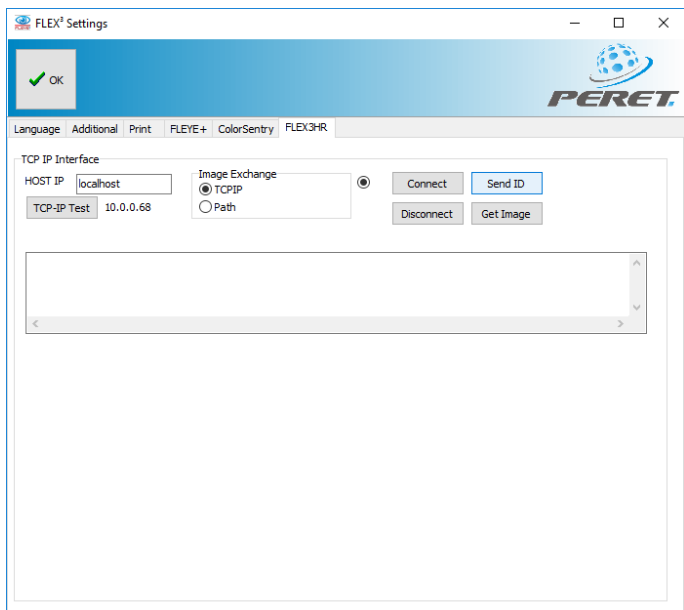 FLEX³ Settings
OK
PERET.
Language Additional Print FLEYE+ ColorSentry FLEX3HR
TCP IP Interface
HOST IP localhost
Image Exchange
TCPIP
Path
Connect Send ID
TCP-IP Test 10.0.0.68
Disconnect Get Image